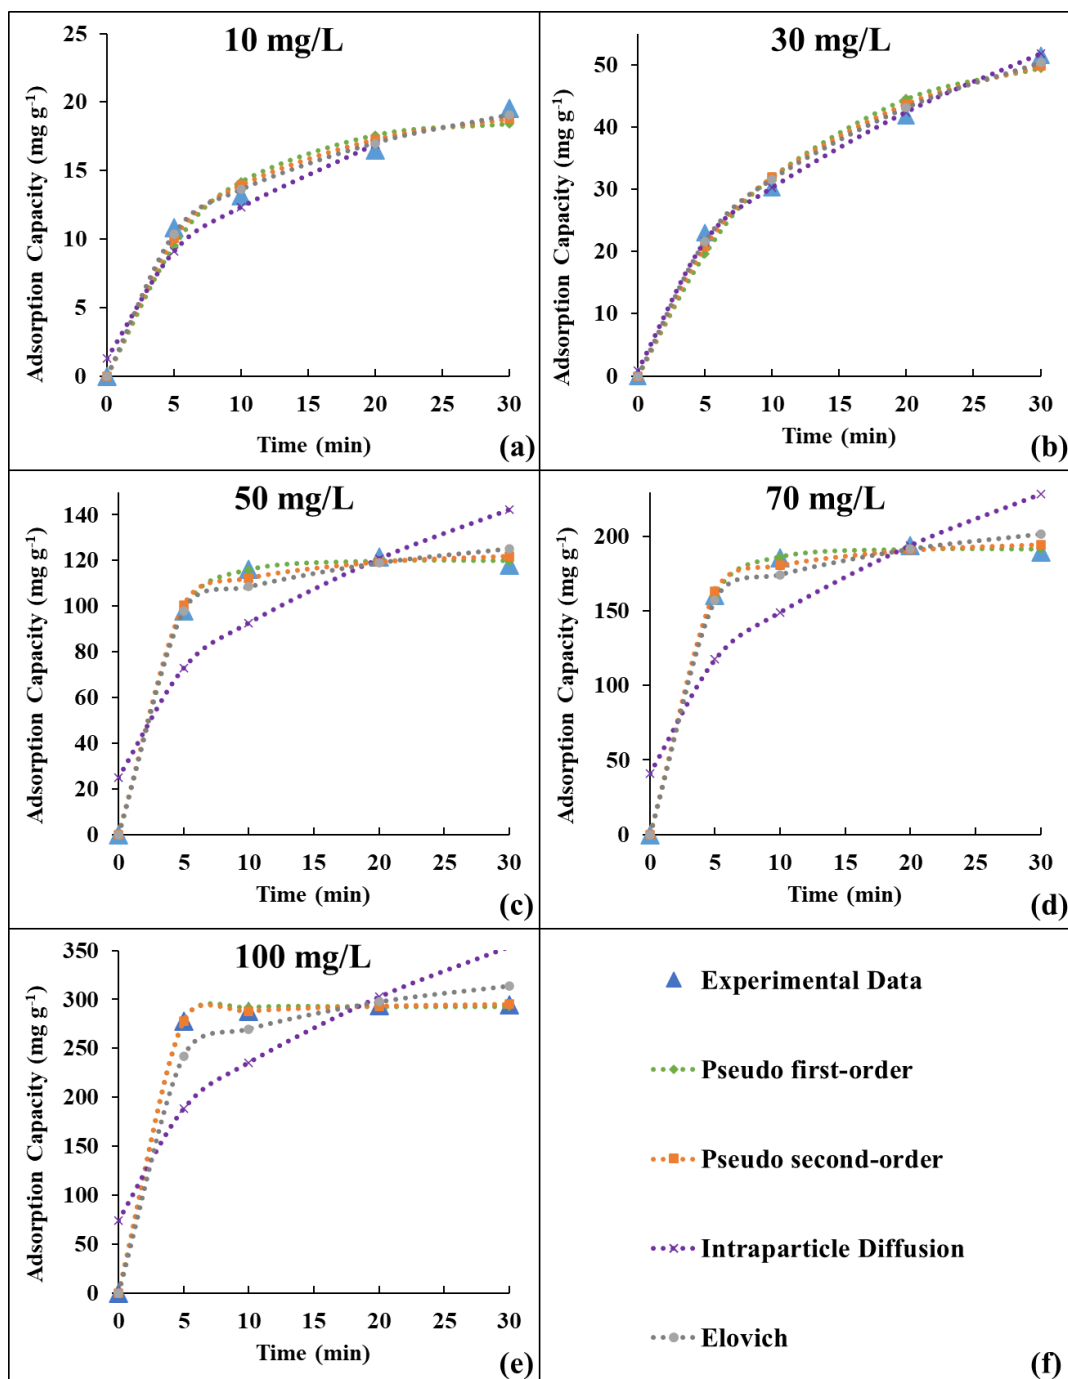 10 mg/L
Adsorption Capacity (mg g⁻¹)
25
20
15
10
5
0
0 5 10 15 20 25 30
Time (min)
(a)
30 mg/L
Adsorption Capacity (mg g⁻¹)
50
40
30
20
10
0
0 5 10 15 20 25 30
Time (min)
(b)
50 mg/L
Adsorption Capacity (mg g⁻¹)
140
120
100
80
60
40
20
0
0 5 10 15 20 25 30
Time (min)
(c)
70 mg/L
Adsorption Capacity (mg g⁻¹)
200
150
100
50
0
0 5 10 15 20 25 30
Time (min)
(d)
100 mg/L
Adsorption Capacity (mg g⁻¹)
350
300
250
200
150
100
50
0
0 5 10 15 20 25 30
Time (min)
(e)
Experimental Data
Pseudo first-order
Pseudo second-order
Intraparticle Diffusion
Elovich
(f)